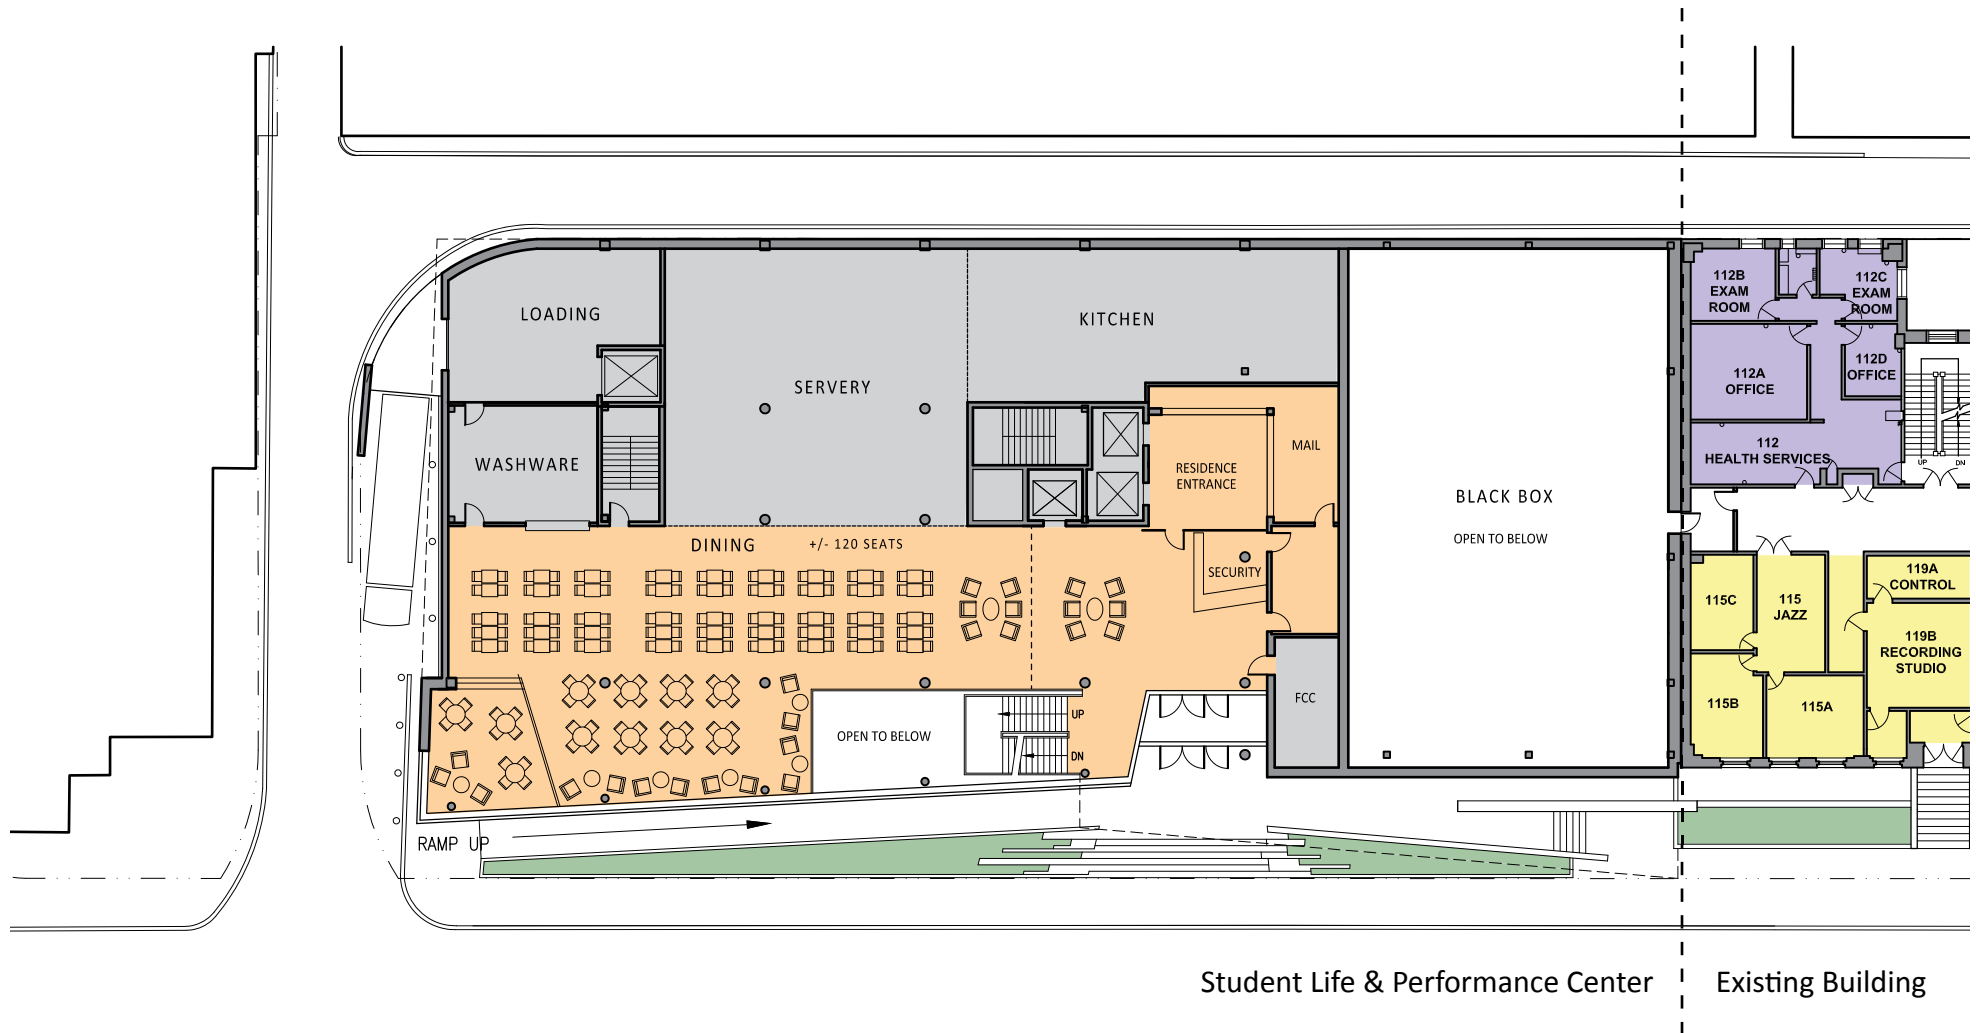 LOADING
KITCHEN
SERVERY
WASHWARE
MAIL
RESIDENCE
ENTRANCE
BLACK BOX
OPEN TO BELOW
DINING +/- 120 SEATS
SECURITY
FCC
OPEN TO BELOW
UP
DN
RAMP UP
112B
EXAM
ROOM
112C
EXAM
ROOM
112A
OFFICE
112D
OFFICE
112
HEALTH SERVICES
UP
DN
115C
115
JAZZ
119A
CONTROL
119B
RECORDING
STUDIO
115B
115A
Student Life & Performance Center
Existing Building